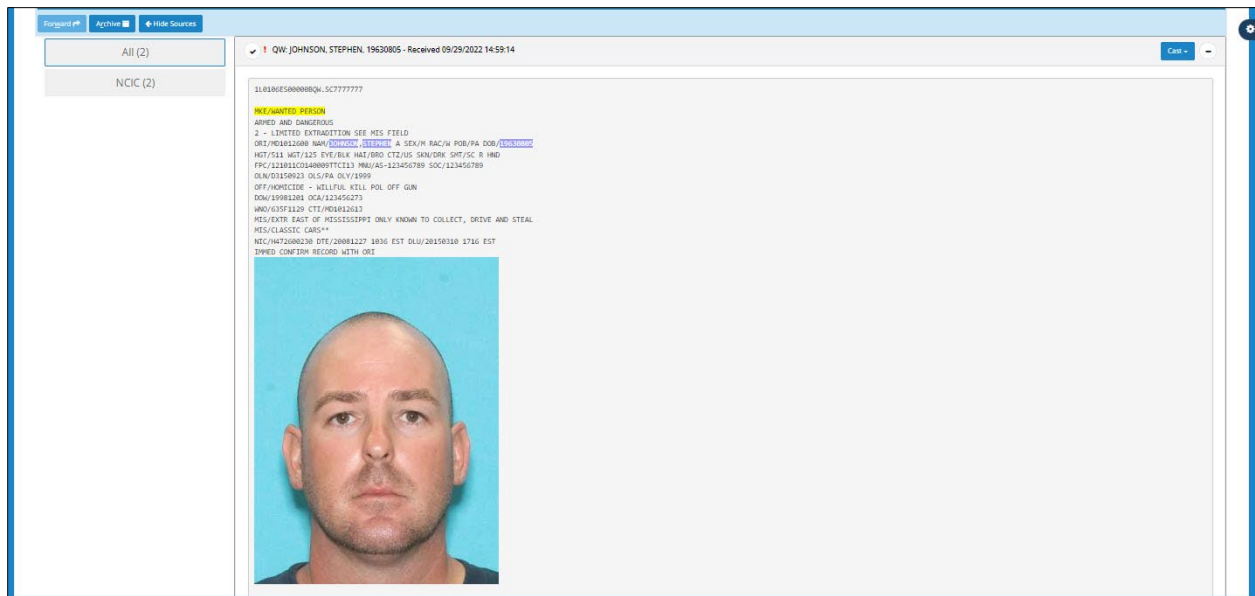 Forward
Archive
Hide Sources
All (2)
NCIC (2)
QW: JOHNSON, STEPHEN, 19630805 - Received 09/29/2022 14:59:14
Cast
1L0106ES00000BQW.SC7777777
MKE/WANTED PERSON
ARMED AND DANGEROUS
2 - LIMITED EXTRADITION SEE MIS FIELD
ORI/MD1012600 NAM/JOHNSON,STEPHEN A SEX/M RAC/W POB/PA DOB/19630805
HGT/511 WGT/125 EYE/BLK HAI/BRO CTZ/US SKN/DRK SMT/SC R HND
FPC/121011CO140009TTCI13 MNU/AS-123456789 SOC/123456789
OLN/D3150923 OLS/PA OLY/1999
OFF/HOMICIDE - WILLFUL KILL POL OFF GUN
DOW/19981201 OCA/123456273
WNO/635F1129 CTI/MD1012613
MIS/EXTR EAST OF MISSISSIPPI ONLY KNOWN TO COLLECT, DRIVE AND STEAL
MIS/CLASSIC CARS**
NIC/H472600230 DTE/20081227 1036 EST DLU/20150310 1716 EST
IMMED CONFIRM RECORD WITH ORI